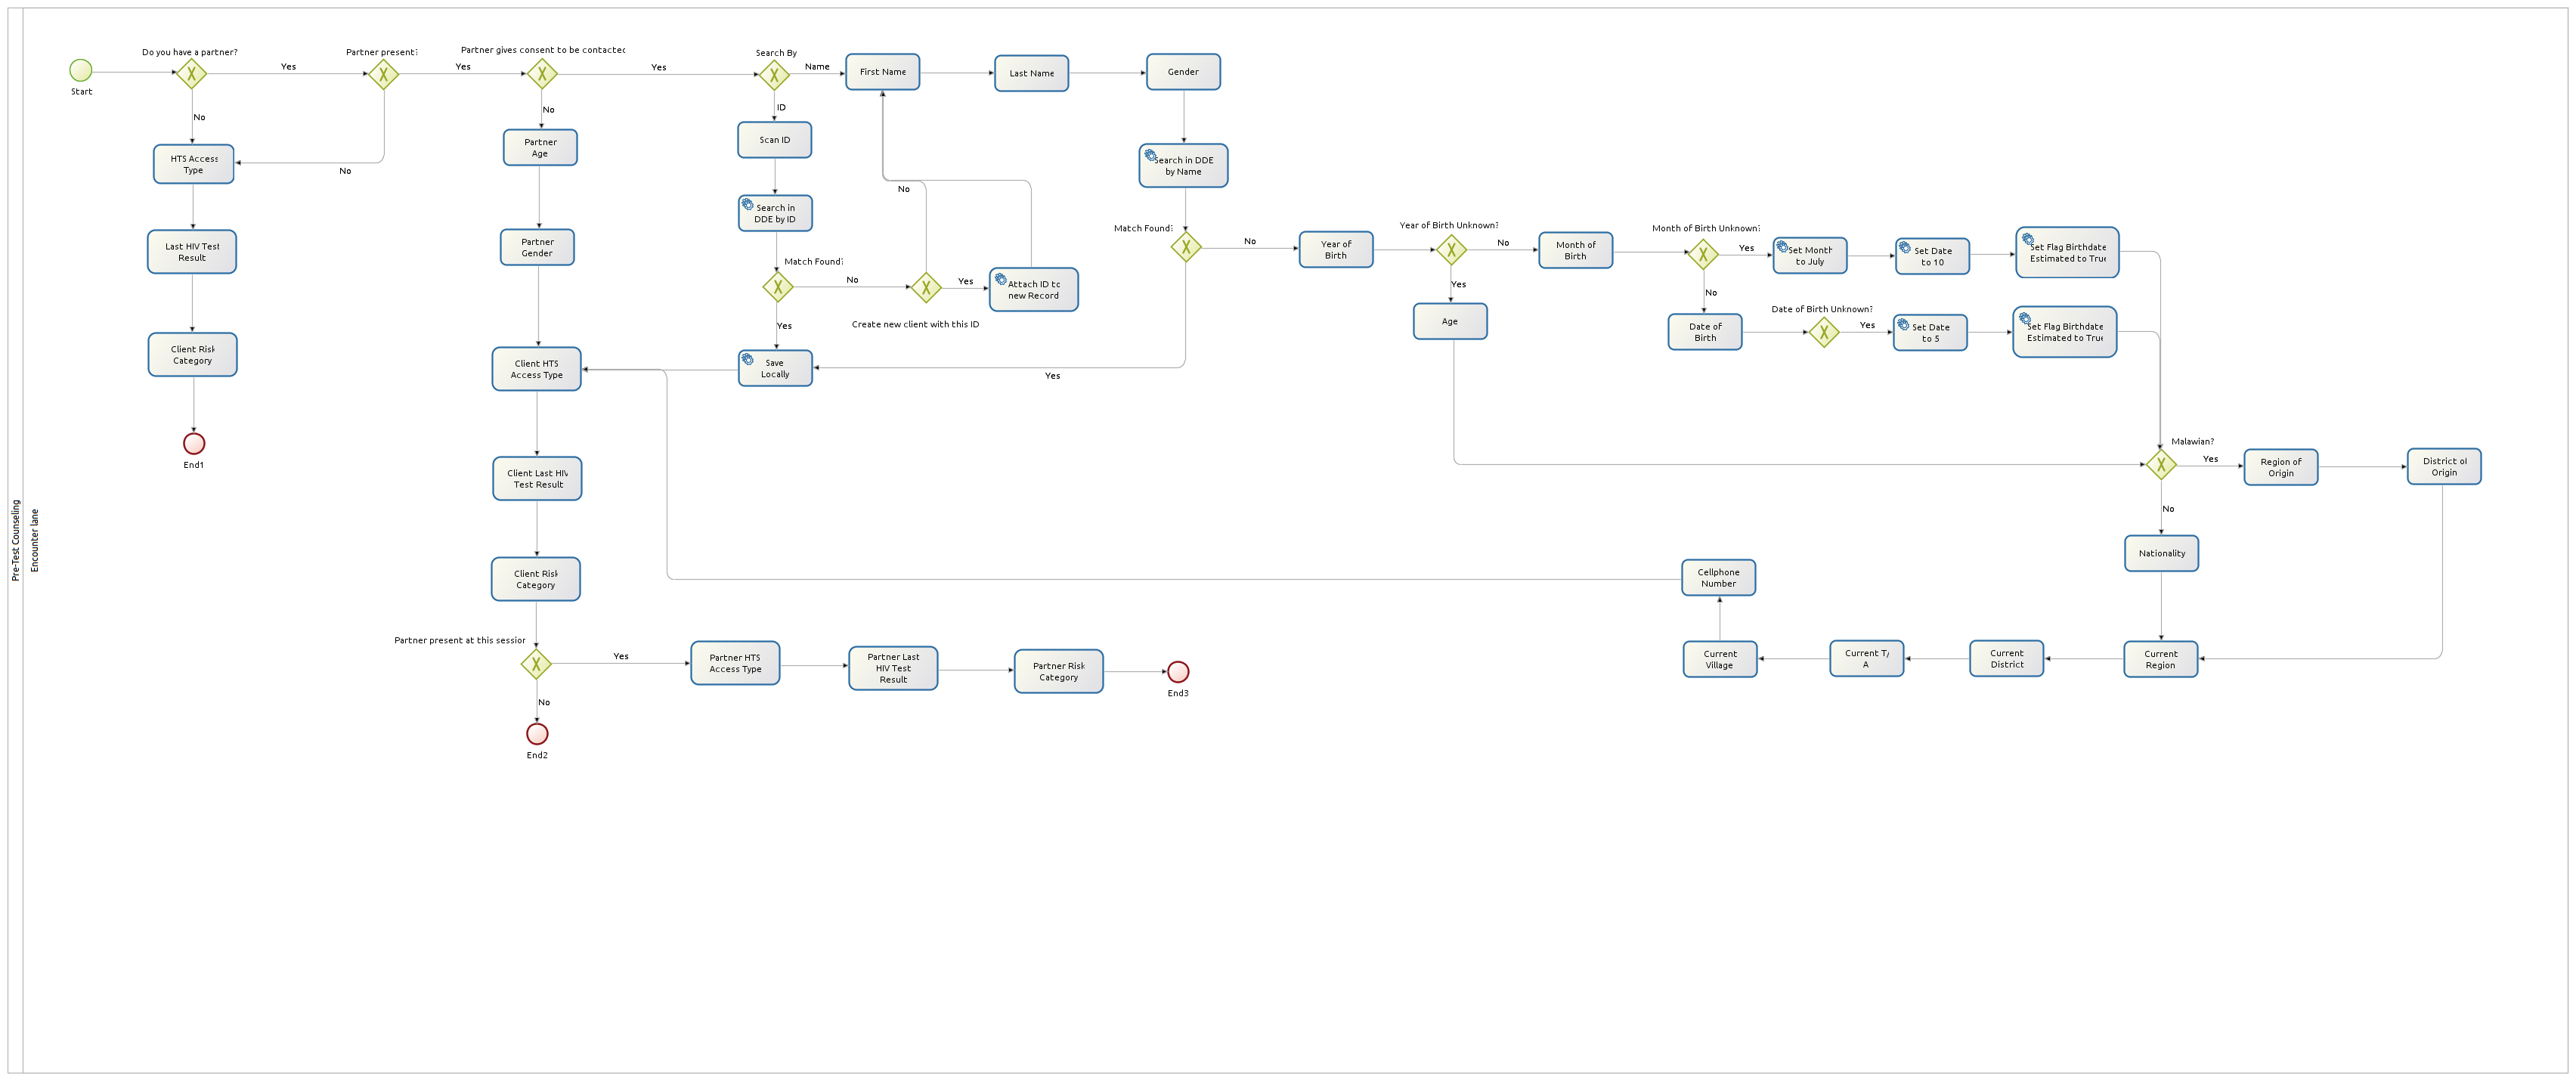 Do you have a partner?
Partner present?
Partner gives consent to be contacted
Search By
Start
Yes
Yes
Yes
Name
First Name
Last Name
Gender
No
No
ID
HTS Access
Type
No
Partner
Age
Scan ID
Search in DDE
by Name
No
Last HIV Test
Result
Partner
Gender
Search in
DDE by ID
Match Found?
No
Year of
Birth
Year of Birth Unknown?
No
Month of
Birth
Month of Birth Unknown?
Yes
Set Month
to July
Set Date
to 10
Set Flag Birthdate
Estimated to True
Match Found?
No
Yes
Attach ID to
new Record
Create new client with this ID
Yes
Yes
Age
No
Date of
Birth
Date of Birth Unknown?
Yes
Set Date
to 5
Set Flag Birthdate
Estimated to True
Client Risk
Category
Client HTS
Access Type
Save
Locally
Yes
End1
Client Last HIV
Test Result
Malawian?
Yes
Region of
Origin
District of
Origin
No
Pre-Test Counseling
Encounter lane
Nationality
Client Risk
Category
Cellphone
Number
Partner present at this session
Yes
Partner HTS
Access Type
Partner Last
HIV Test
Result
Partner Risk
Category
End3
Current
Village
Current T/
A
Current
District
Current
Region
No
End2